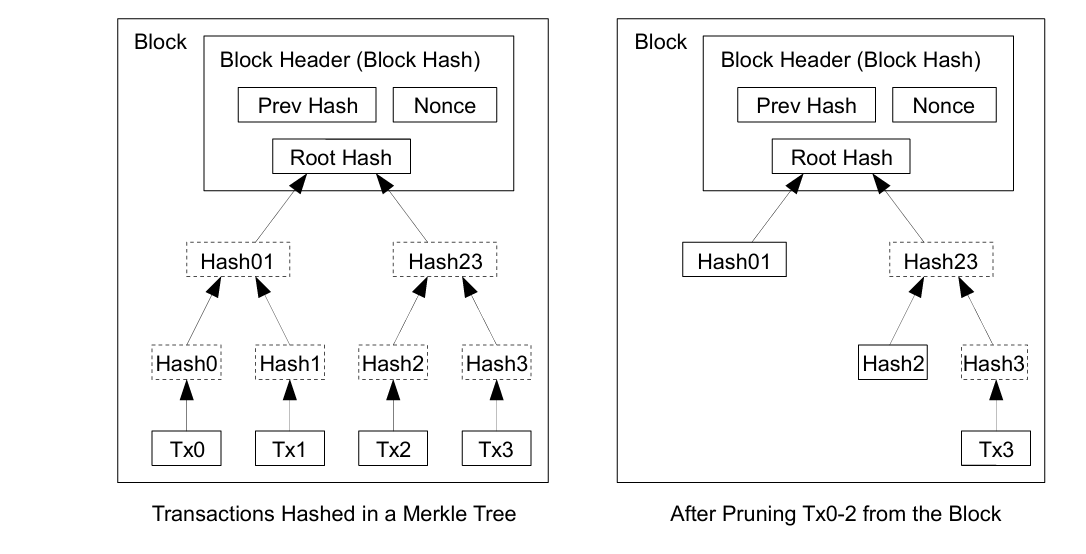 Block
Block Header (Block Hash)
Prev Hash
Nonce
Root Hash
Hash01
Hash23
Hash0
Hash1
Hash2
Hash3
Tx0
Tx1
Tx2
Tx3
Transactions Hashed in a Merkle Tree
Block
Block Header (Block Hash)
Prev Hash
Nonce
Root Hash
Hash01
Hash23
Hash2
Hash3
Tx3
After Pruning Tx0-2 from the Block